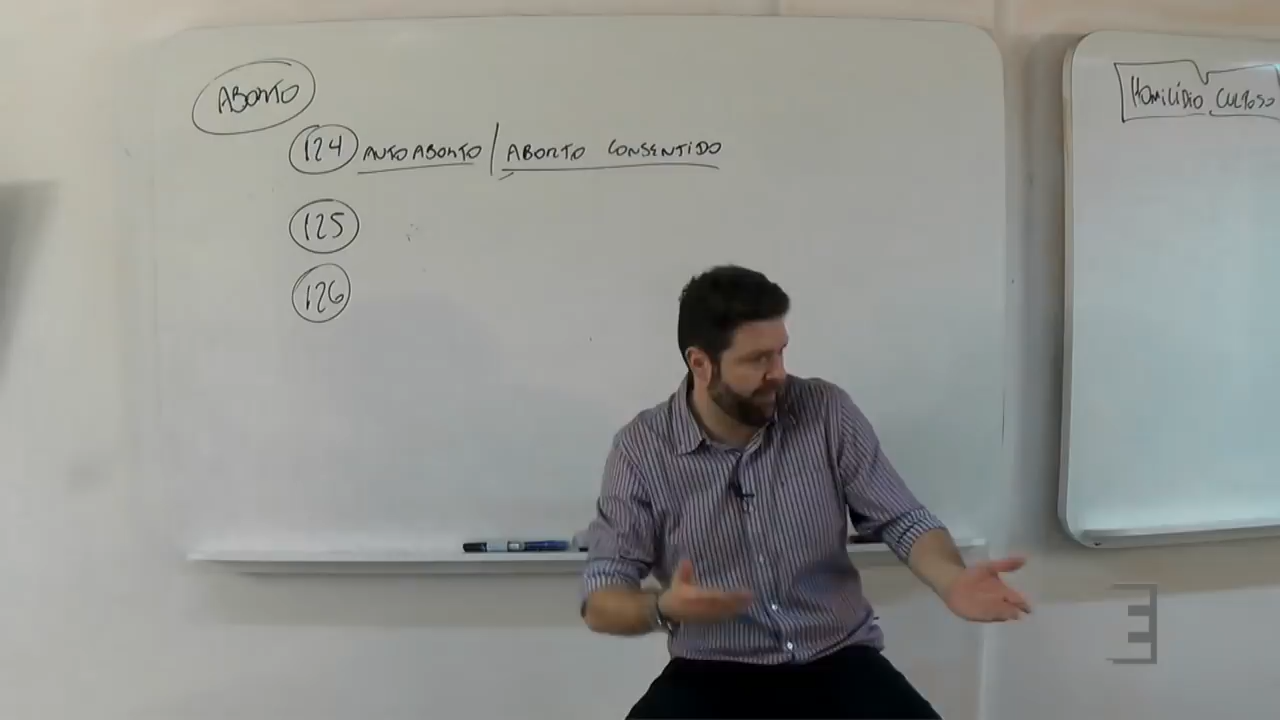 ABORTO
124 AUTOABORTO / ABORTO CONSENTIDO
125
126
HOMICÍDIO CULPOSO